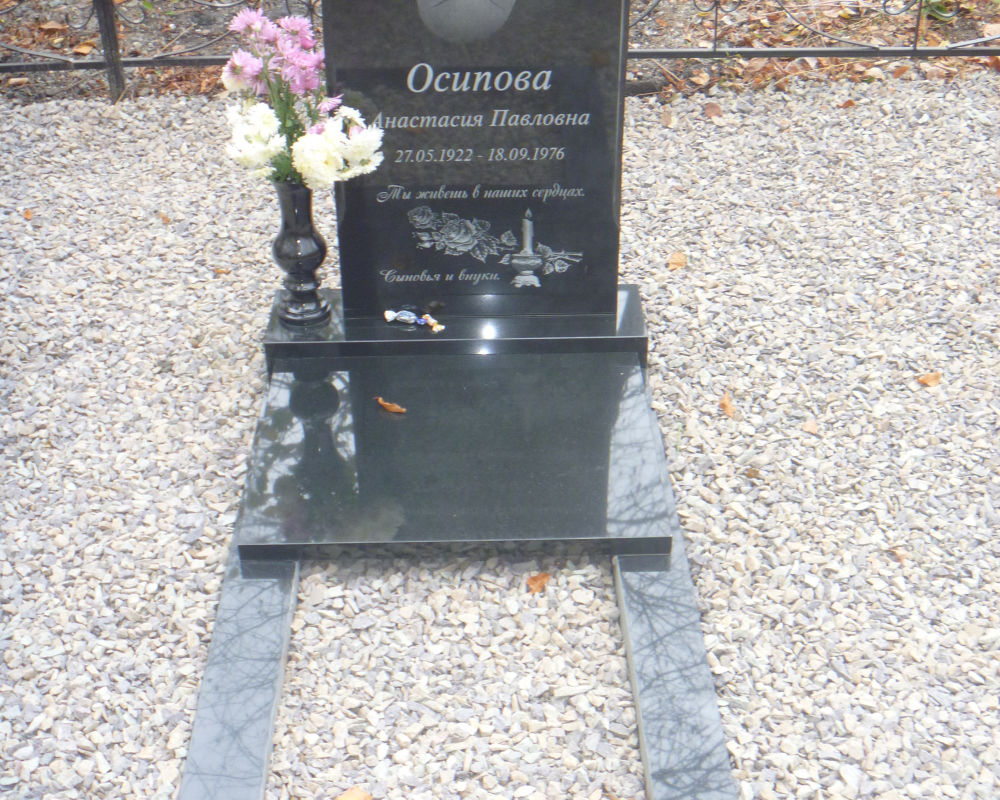 Осипова
Анастасия Павловна
27.05.1922 - 18.09.1976
Ты живешь в наших сердцах.
Сыновья и внуки.